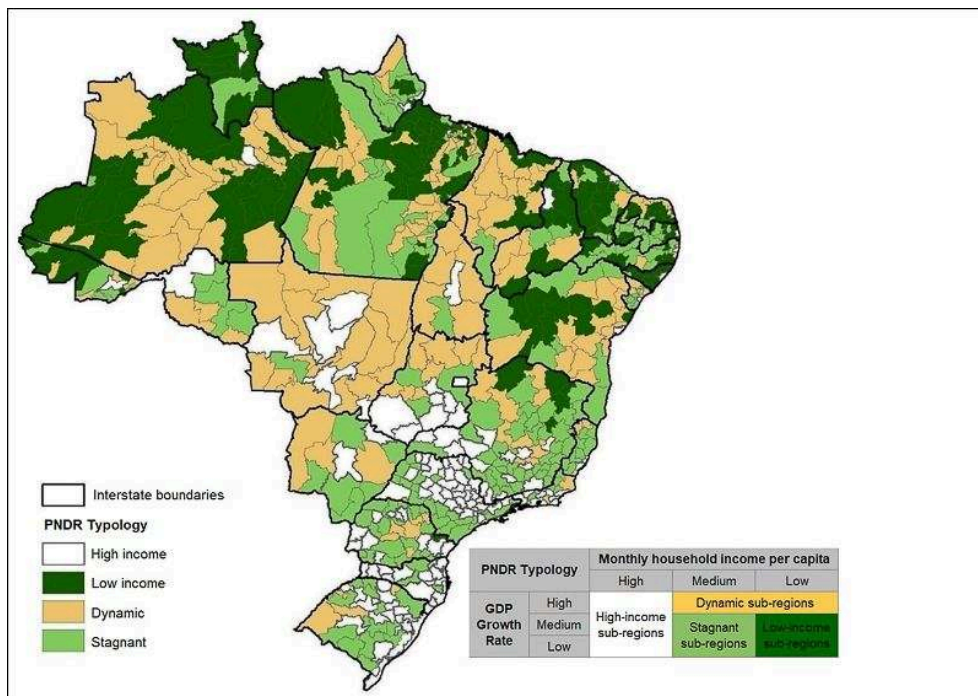 Interstate boundaries
PNDR Typology
High income
Low income
Dynamic
Stagnant
PNDR Typology
Monthly household income per capita
High
Medium
Low
GDP
Growth
Rate
High
Medium
Low
High-income
sub-regions
Dynamic sub-regions
Stagnant
sub-regions
Low-income
sub-regions